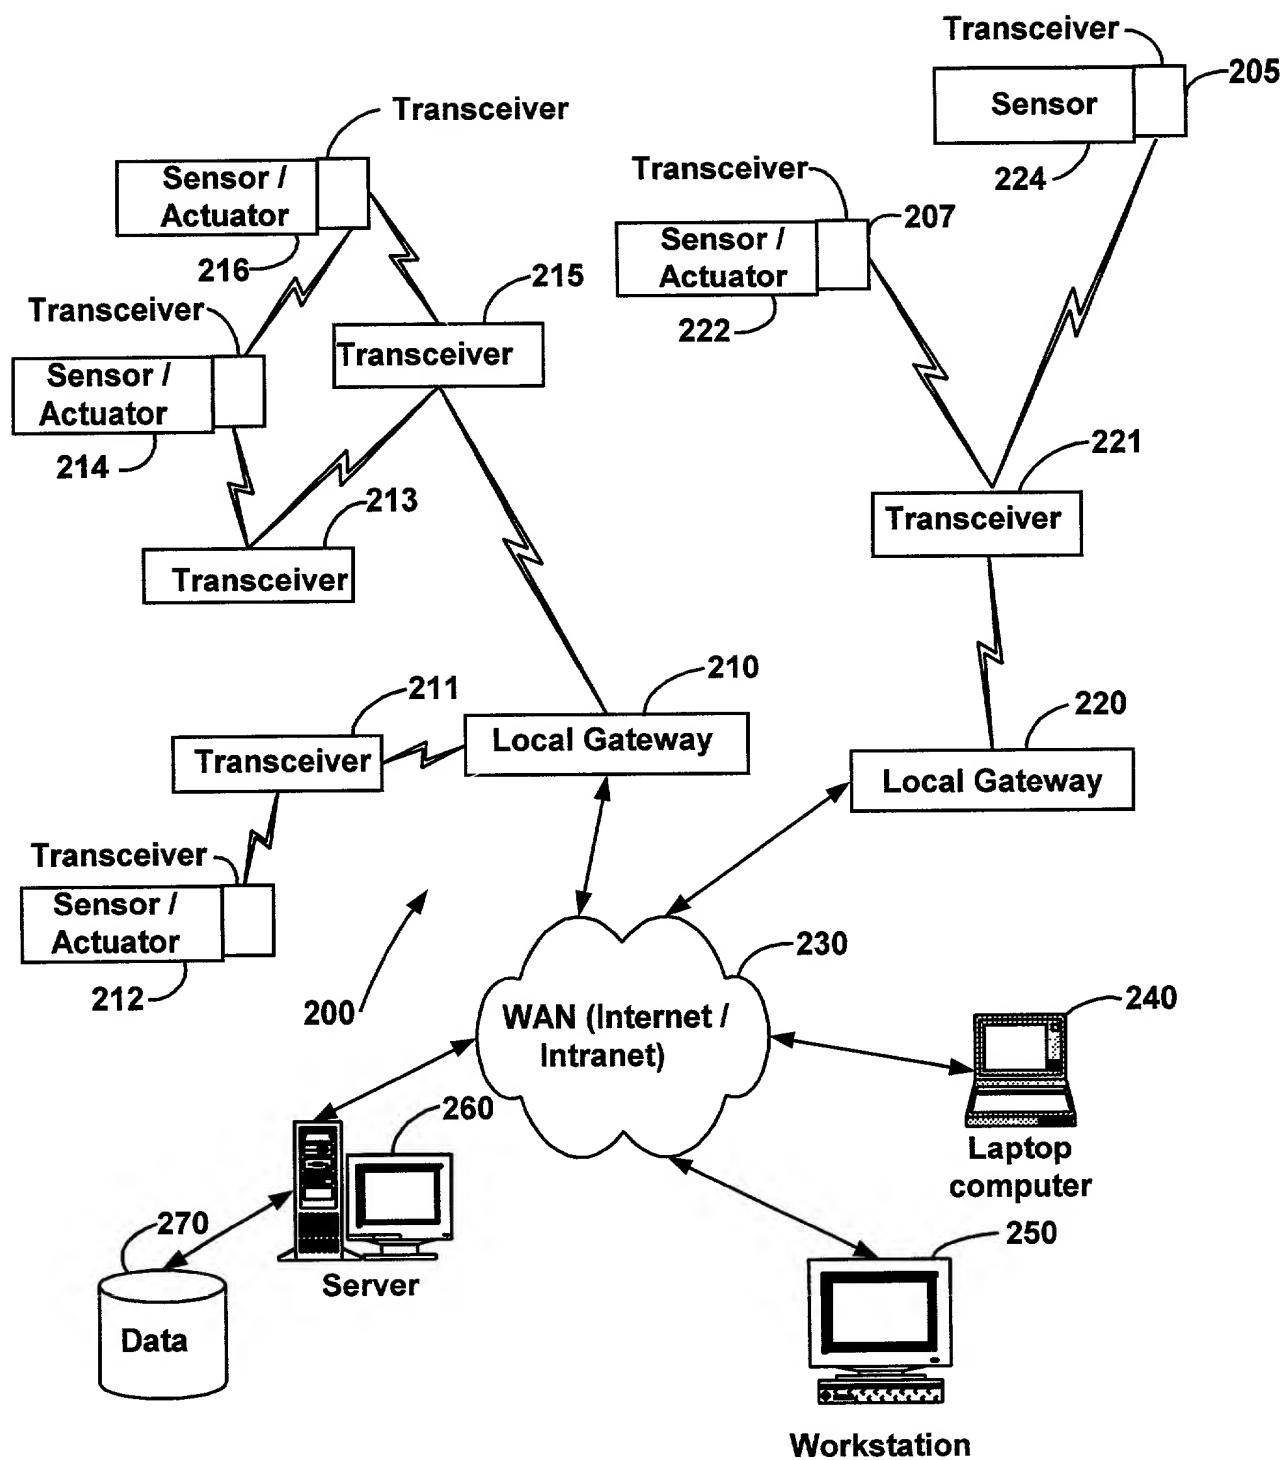 Transceiver
205
Sensor
224
Transceiver
Sensor /
Actuator
216
Transceiver
207
Sensor /
Actuator
222
215
Transceiver
Transceiver
Sensor /
Actuator
214
213
Transceiver
221
Transceiver
211
Transceiver
210
Local Gateway
220
Local Gateway
Transceiver
Sensor /
Actuator
212
200
230
WAN (Internet /
Intranet)
240
Laptop
computer
260
Server
270
Data
250
Workstation